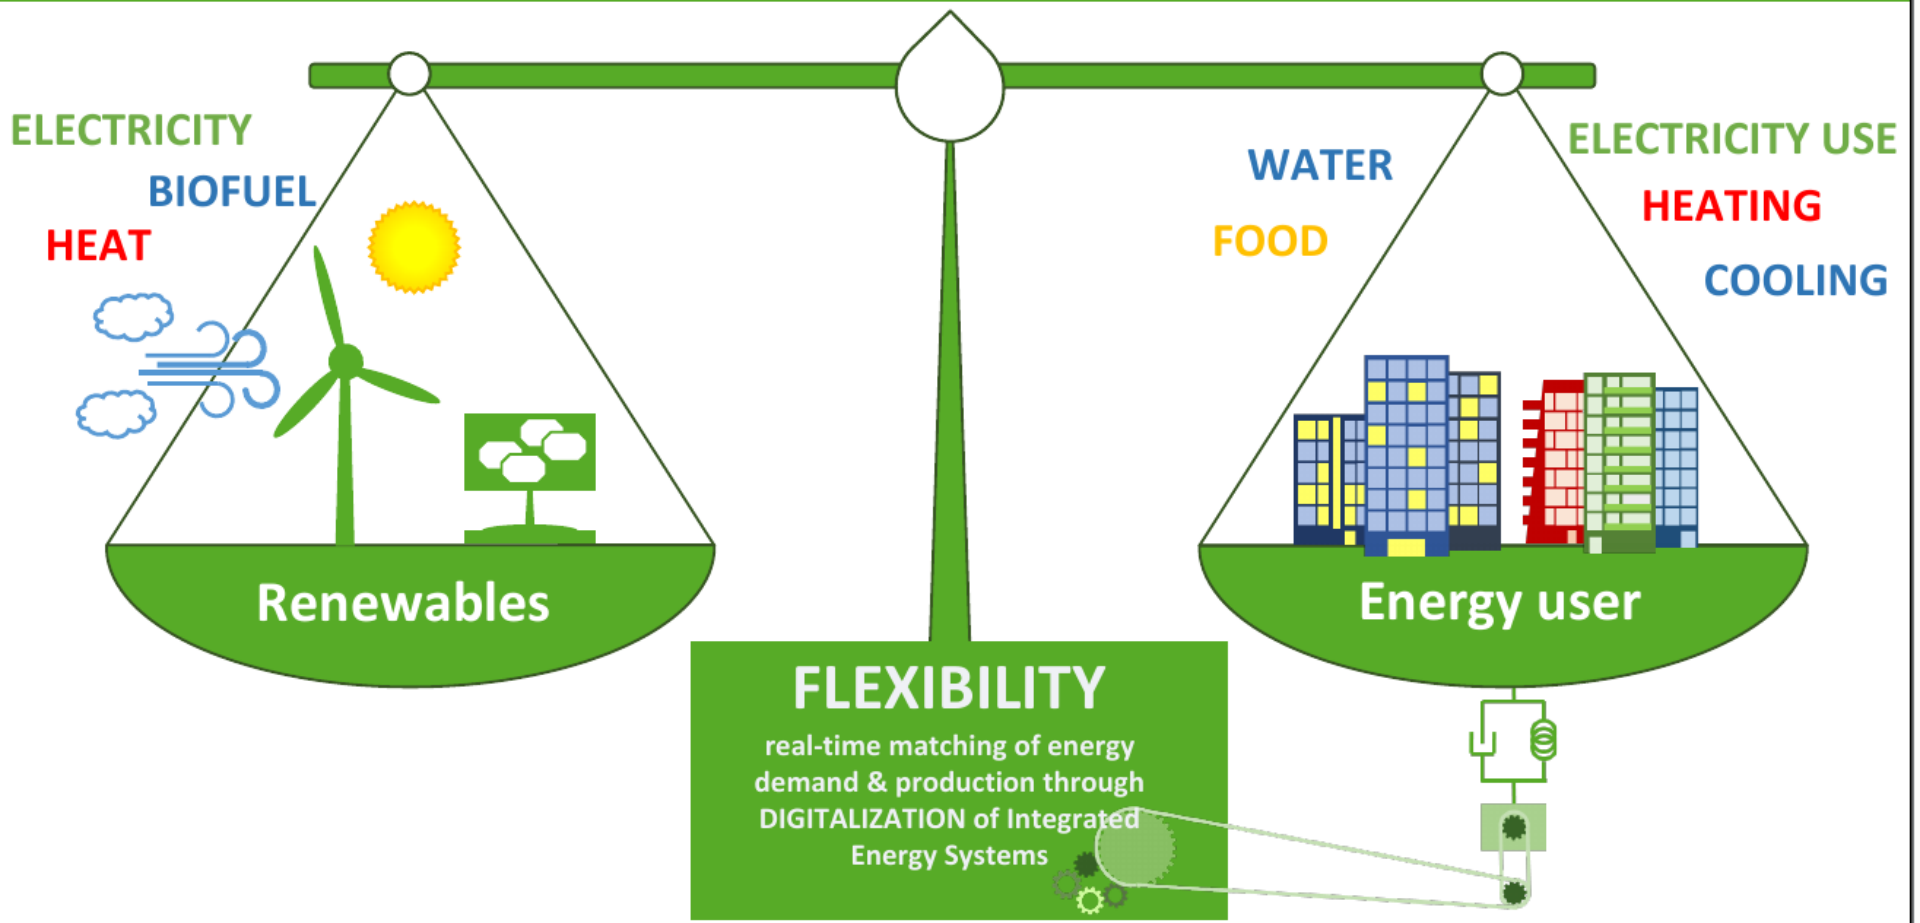 ELECTRICITY
BIOFUEL
HEAT
WATER
FOOD
ELECTRICITY USE
HEATING
COOLING
Renewables
Energy user
FLEXIBILITY
real-time matching of energy
demand & production through
DIGITALIZATION of Integrated
Energy Systems